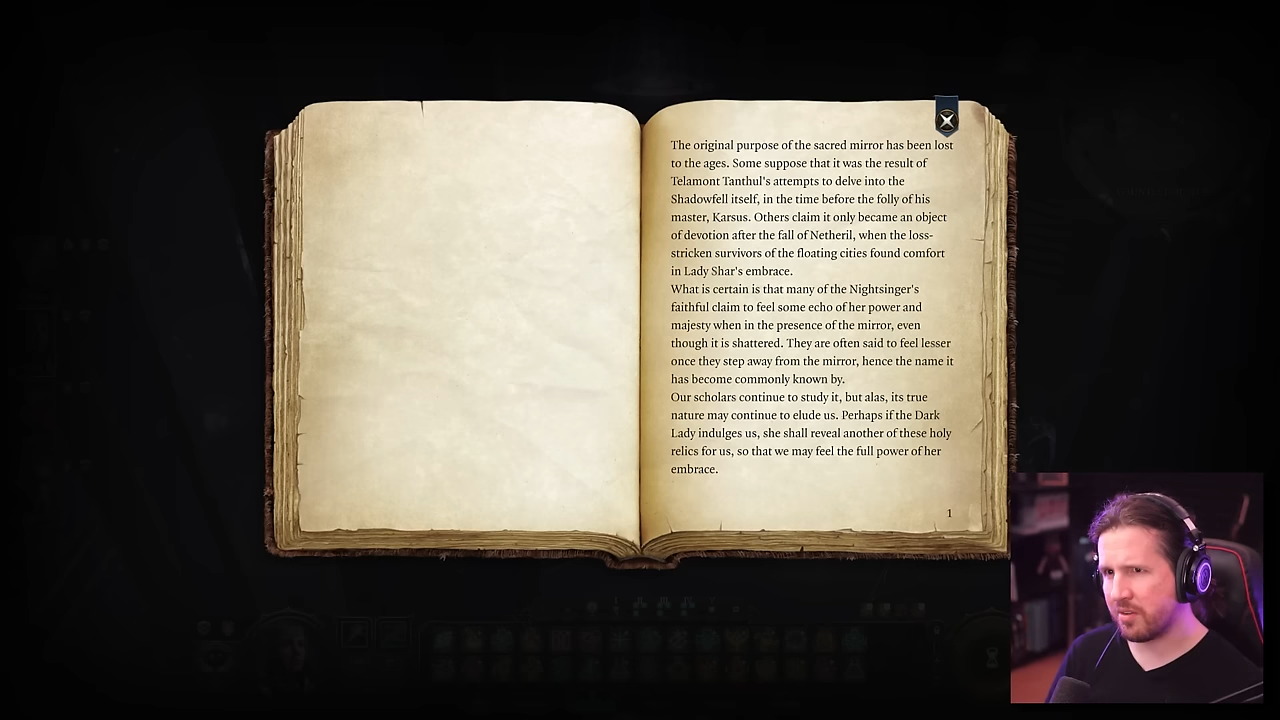 The original purpose of the sacred mirror has been lost
to the ages. Some suppose that it was the result of
Telamont Tanthul's attempts to delve into the
Shadowfell itself, in the time before the folly of his
master, Karsus. Others claim it only became an object
of devotion after the fall of Netheril, when the loss-
stricken survivors of the floating cities found comfort
in Lady Shar's embrace.
What is certain is that many of the Nightsinger's
faithful claim to feel some echo of her power and
majesty when in the presence of the mirror, even
though it is shattered. They are often said to feel lesser
once they step away from the mirror, hence the name it
has become commonly known by.
Our scholars continue to study it, but alas, its true
nature may continue to elude us. Perhaps if the Dark
Lady indulges us, she shall reveal another of these holy
relics for us, so that we may feel the full power of her
embrace.
1